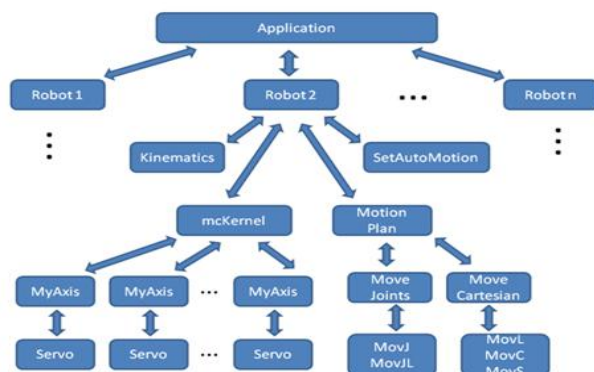 Application
Robot 1
Robot 2
...
Robot n
Kinematics
SetAutoMotion
mcKernel
Motion
Plan
MyAxis
MyAxis
...
MyAxis
Move
Joints
Move
Cartesian
Servo
Servo
...
Servo
MovJ
MovJL
MovL
MovC
MovS